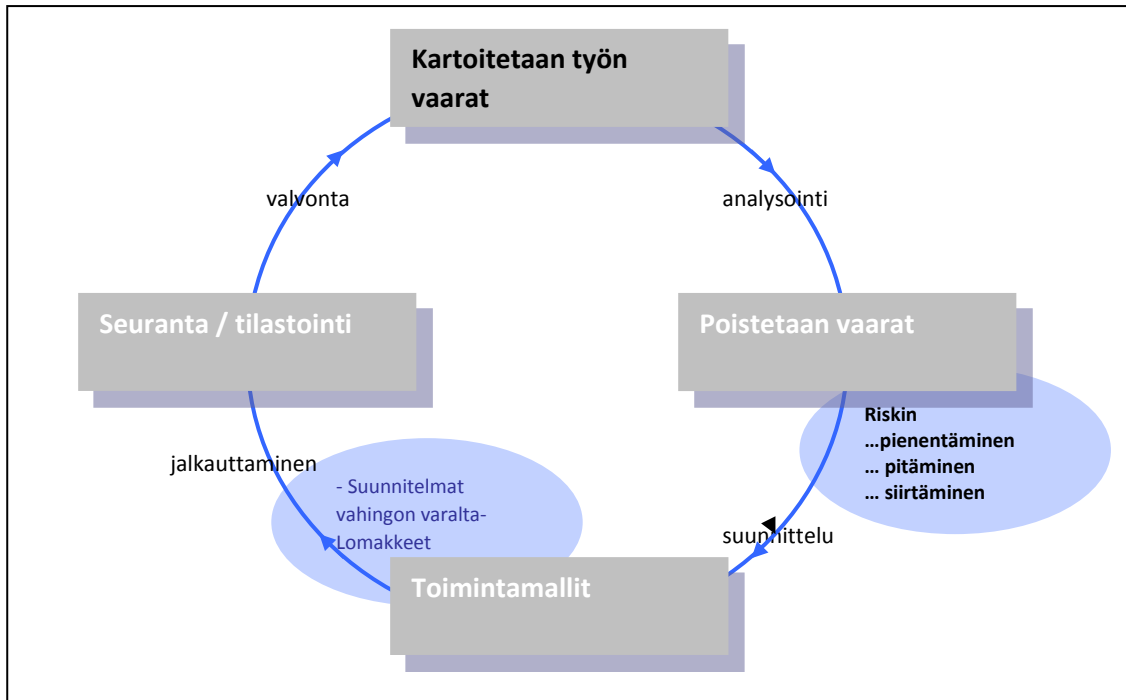 Kartoitetaan työn
vaarat
valvonta
analysointi
Seuranta / tilastointi
Poistetaan vaarat
Riskin
…pienentäminen
… pitäminen
… siirtäminen
jalkauttaminen
- Suunnitelmat
vahingon varalta-
Lomakkeet
suunnittelu
Toimintamallit